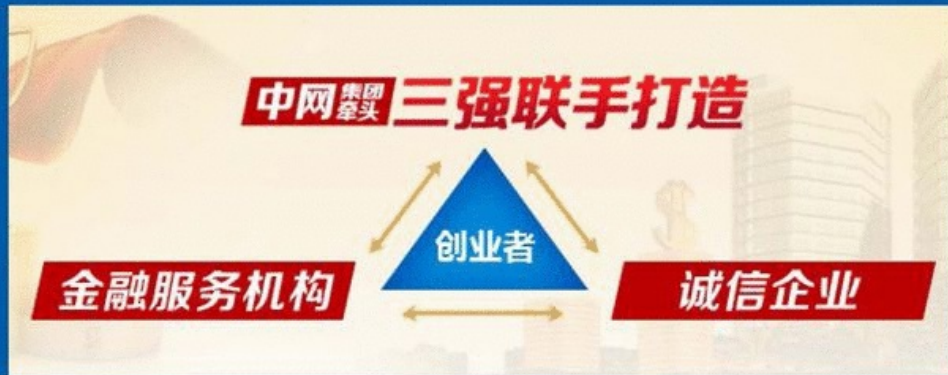 中网集团牵头三强联手打造
创业者
金融服务机构
诚信企业